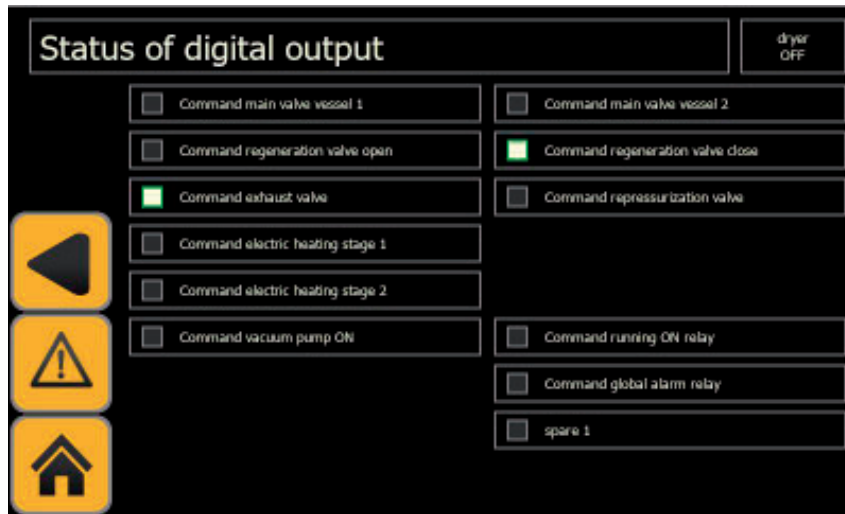 Status of digital output
dryer
OFF
Command main valve vessel 1
Command main valve vessel 2
Command regeneration valve open
Command regeneration valve close
Command exhaust valve
Command repressurization valve
Command electric heating stage 1
Command electric heating stage 2
Command vacuum pump ON
Command running ON relay
Command global alarm relay
spare 1